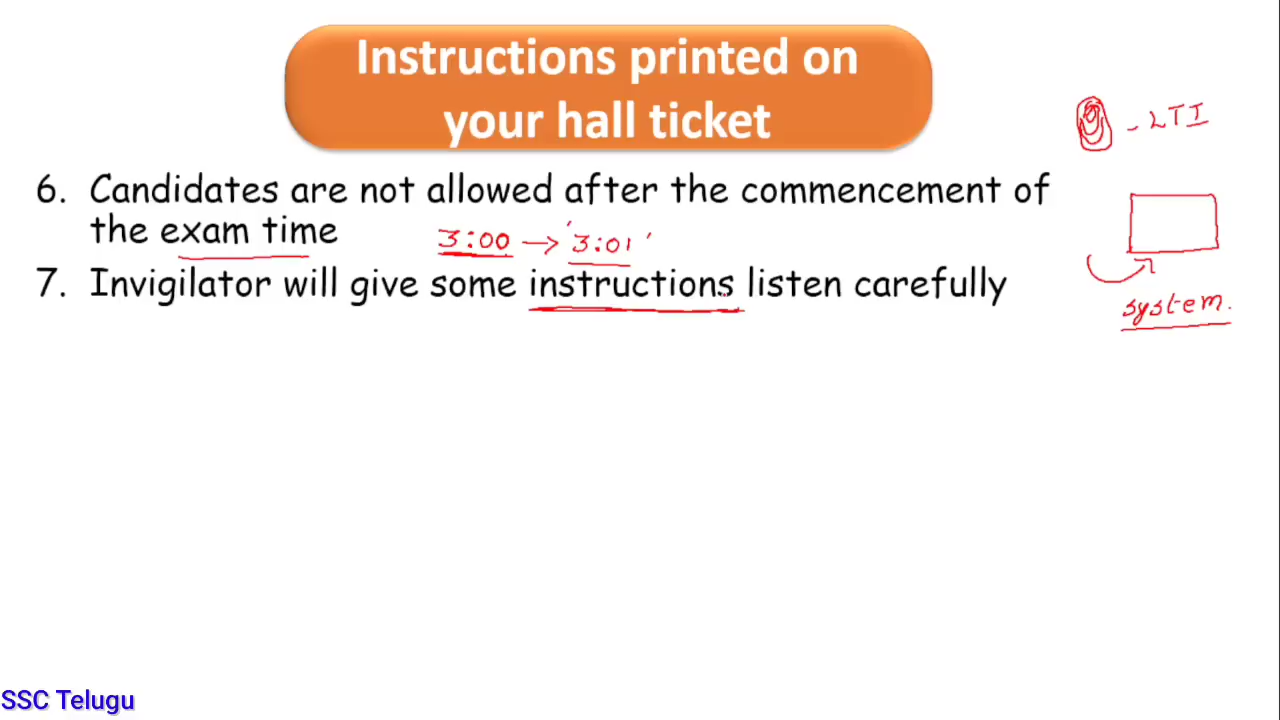 Instructions printed on
your hall ticket
- LTI
6. Candidates are not allowed after the commencement of
the exam time
3:00 → '3:01'
7. Invigilator will give some instructions listen carefully
system.
SSC Telugu